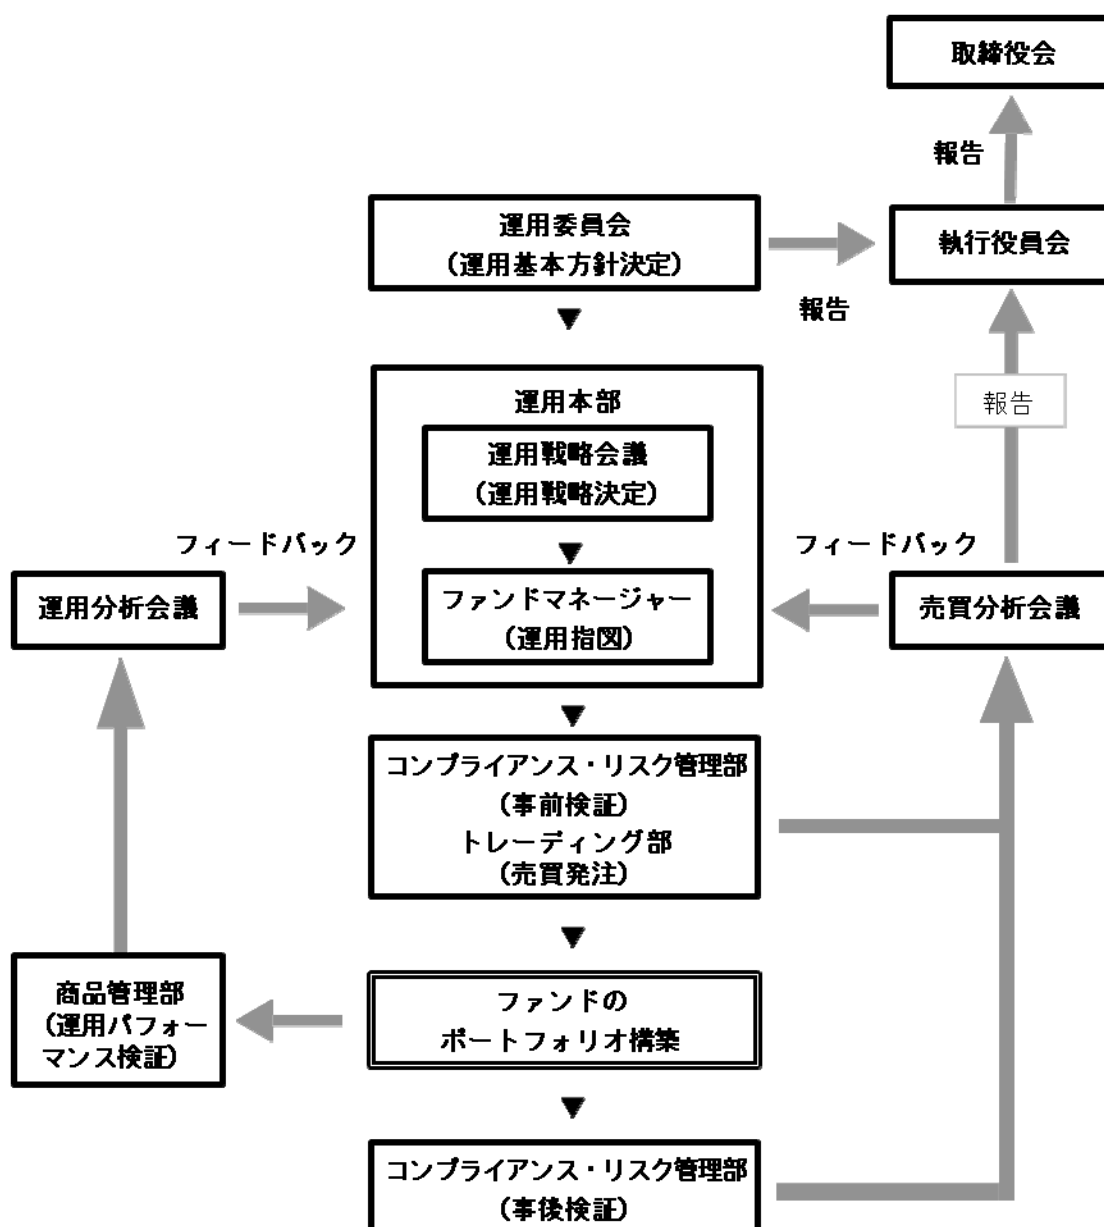 取締役会
報告
運用委員会
(運用基本方針決定)
執行役員会
報告
運用本部
報告
運用戦略会議
(運用戦略決定)
フィードバック
フィードバック
運用分析会議
ファンドマネージャー
(運用指図)
売買分析会議
コンプライアンス・リスク管理部
(事前検証)
トレーディング部
(売買発注)
商品管理部
(運用パフォー
マンス検証)
ファンドの
ポートフォリオ構築
コンプライアンス・リスク管理部
(事後検証)